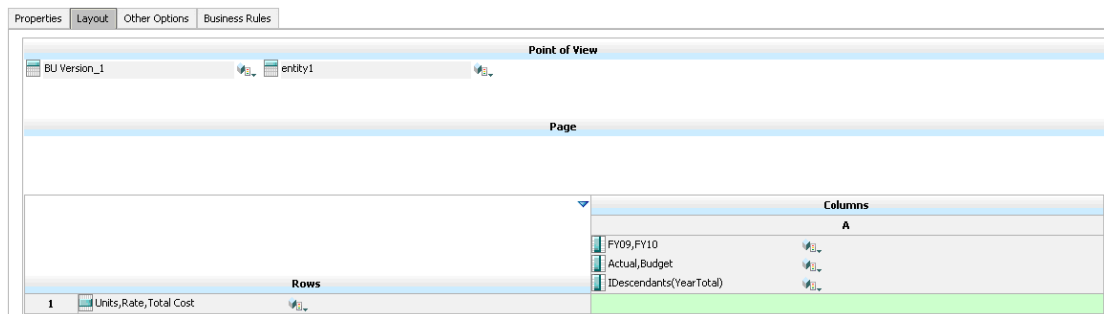 Properties Layout Other Options Business Rules
Point of View
BU Version_1 entity1
Page
Columns
A
FY09,FY10
Actual,Budget
Rows IDescendants(YearTotal)
1 Units,Rate,Total Cost